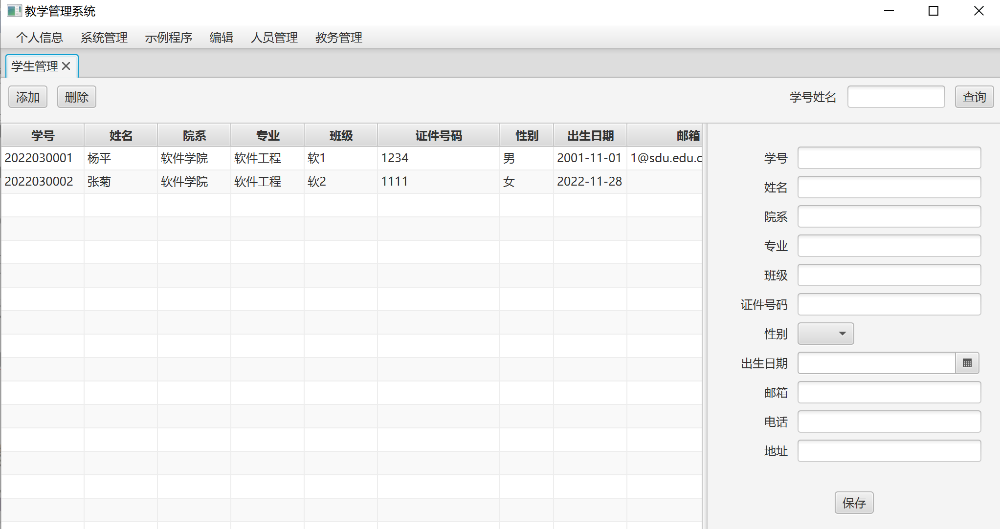 教学管理系统
个人信息 系统管理 示例程序 编辑 人员管理 教务管理
学生管理
添加 删除 学号姓名 查询
学号 姓名 院系 专业 班级 证件号码 性别 出生日期 邮箱
2022030001 杨平 软件学院 软件工程 软1 1234 男 2001-11-01 1@sdu.edu.c
2022030002 张菊 软件学院 软件工程 软2 1111 女 2022-11-28
学号
姓名
院系
专业
班级
证件号码
性别
出生日期
邮箱
电话
地址
保存